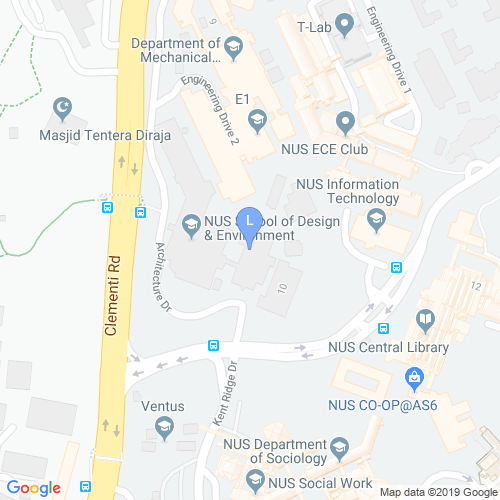 9
T-Lab
Department of
Mechanical...
Engineering Drive 1
Engineering Drive 2
E1
Masjid Tentera Diraja
NUS ECE Club
NUS Information
Technology
L
NUS School of Design
& Environment
Clementi Rd
Architecture Dr
10
12
NUS Central Library
NUS CO-OP@AS6
Kent Ridge Dr
Ventus
NUS Department
of Sociology
NUS Social Work
Google
Map data ©2019 Google